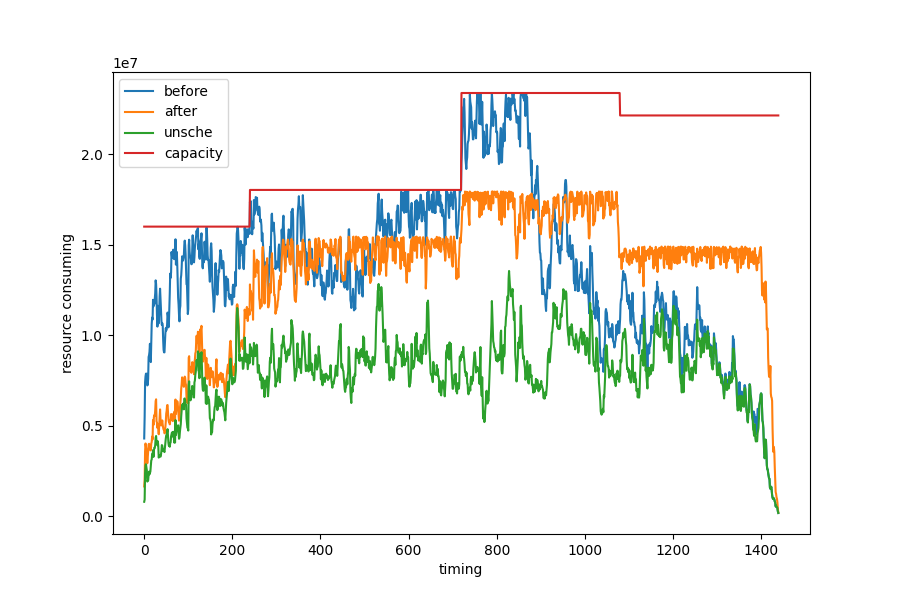 1e7
before
after
unsche
capacity
2.0
1.5
1.0
0.5
0.0
resource consuming
0 200 400 600 800 1000 1200 1400
timing